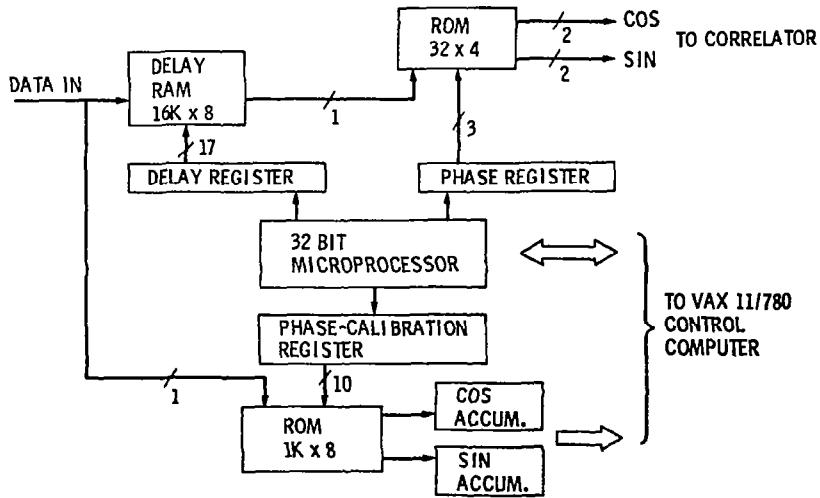 DATA IN
DELAY
RAM
16K x 8
1
17
DELAY REGISTER
ROM
32 x 4
2
COS
2
SIN
TO CORRELATOR
3
PHASE REGISTER
32 BIT
MICROPROCESSOR
PHASE-CALIBRATION
REGISTER
10
1
ROM
1K x 8
COS
ACCUM.
SIN
ACCUM.
TO VAX 11/780
CONTROL
COMPUTER